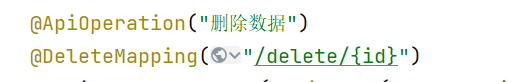 @ApiOperation("删除数据")
@DeleteMapping("/delete/{id}")